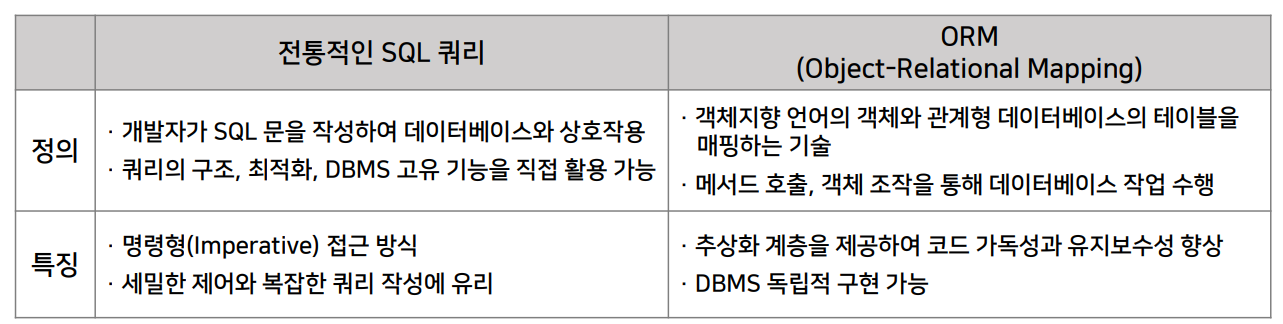 전통적인 SQL 쿼리
ORM
(Object-Relational Mapping)
정의
· 개발자가 SQL 문을 작성하여 데이터베이스와 상호작용
· 쿼리의 구조, 최적화, DBMS 고유 기능을 직접 활용 가능
· 객체지향 언어의 객체와 관계형 데이터베이스의 테이블을
매핑하는 기술
· 메서드 호출, 객체 조작을 통해 데이터베이스 작업 수행
특징
· 명령형(Imperative) 접근 방식
· 세밀한 제어와 복잡한 쿼리 작성에 유리
· 추상화 계층을 제공하여 코드 가독성과 유지보수성 향상
· DBMS 독립적 구현 가능